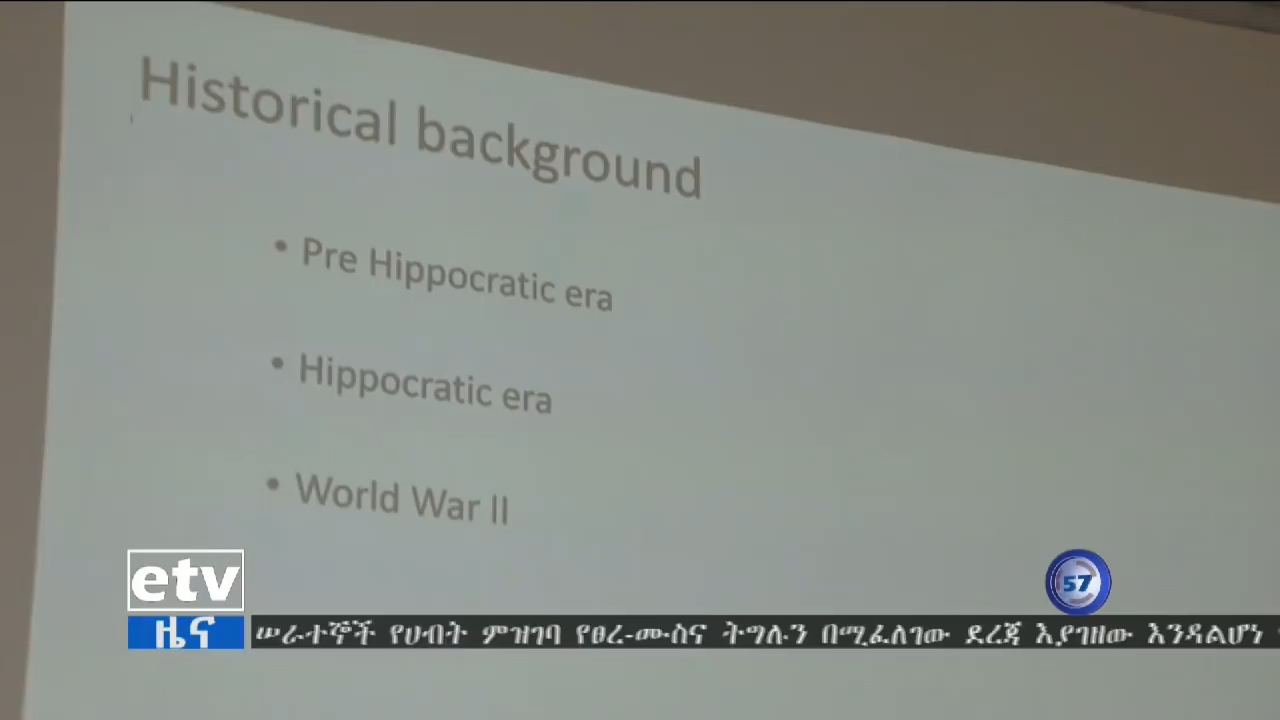 Historical background
• Pre Hippocratic era
• Hippocratic era
• World War II
etv
57
ዜና
ሠራተኞች የሀብት ምዝገባ የፀረ-ሙስና ትግሉን በሚፈለገው ደረጃ እያገዘው እንዳልሆነ